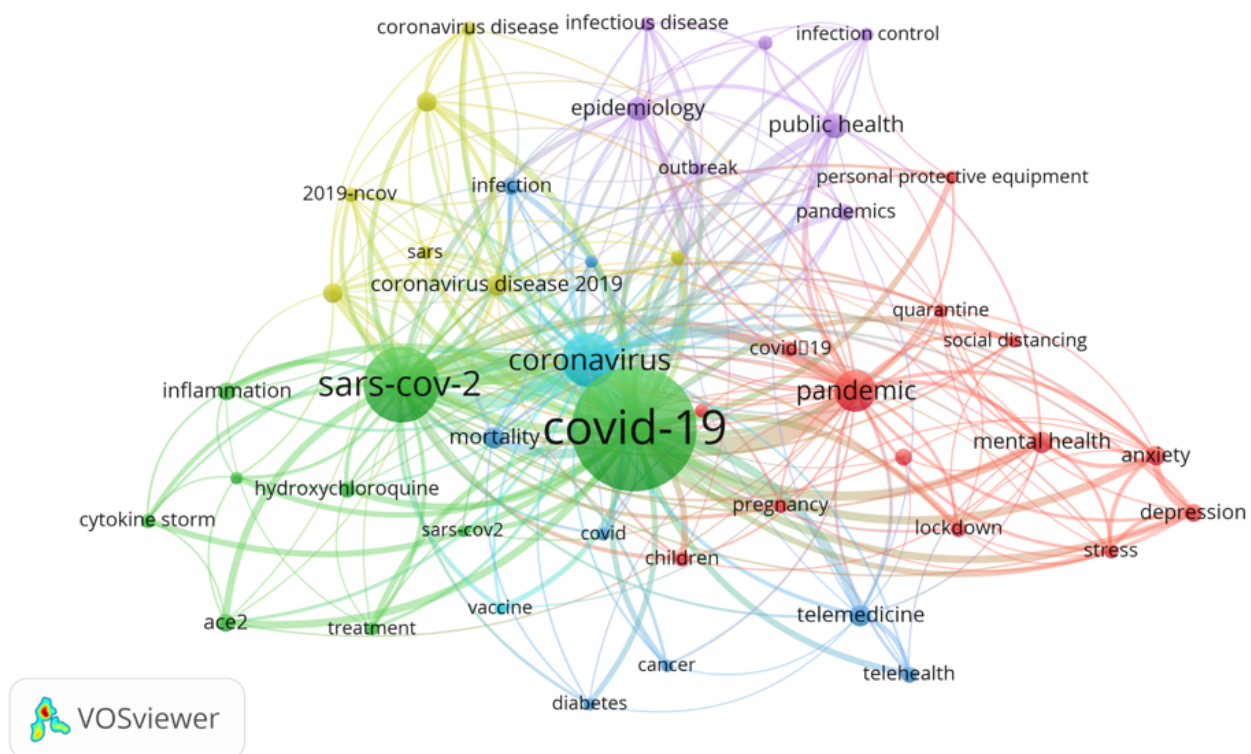 coronavirus disease
infectious disease
infection control
epidemiology
public health
outbreak
personal protective equipment
2019-ncov
infection
pandemics
sars
coronavirus disease 2019
quarantine
social distancing
covid▯19
coronavirus
sars-cov-2
pandemic
inflammation
covid-19
mortality
mental health
anxiety
hydroxychloroquine
pregnancy
cytokine storm
sars-cov2
covid
lockdown
depression
children
stress
vaccine
telemedicine
ace2
treatment
cancer
telehealth
diabetes
VOSviewer